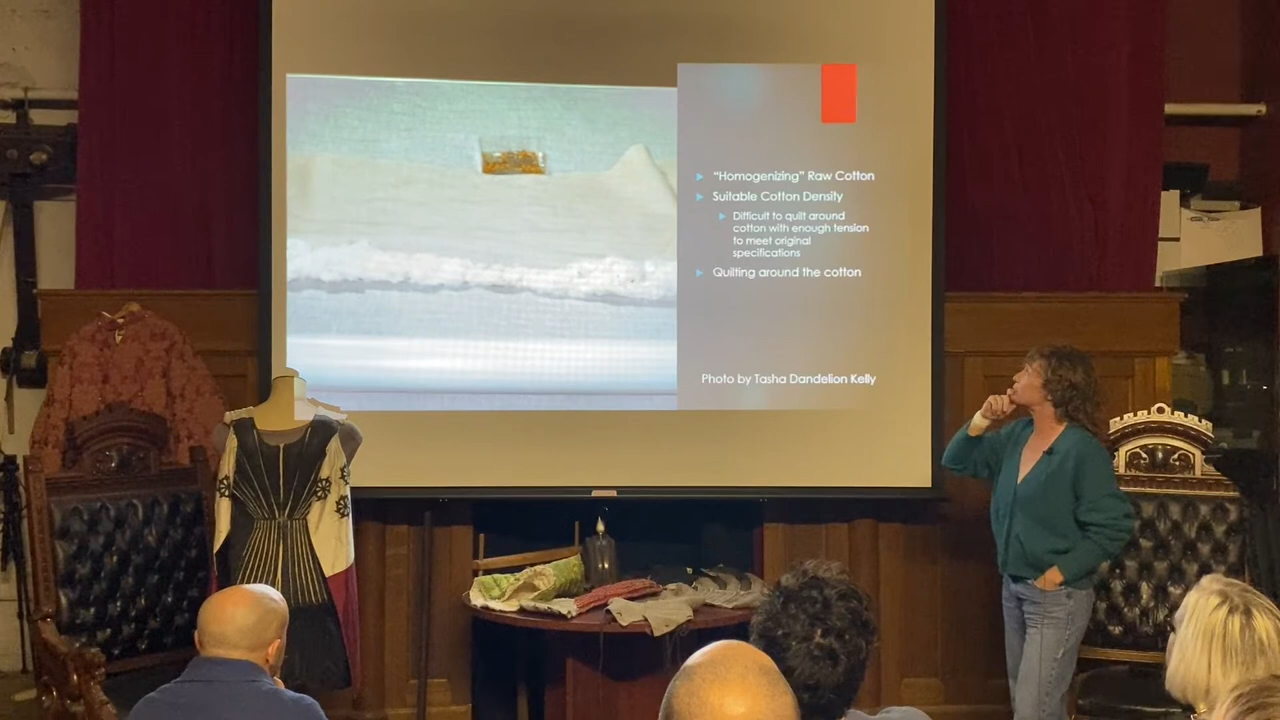 "Homogenizing" Raw Cotton
Suitable Cotton Density
Difficult to quilt around
cotton with enough tension
to meet original
specifications
Quilting around the cotton
Photo by Tasha Dandelion Kelly